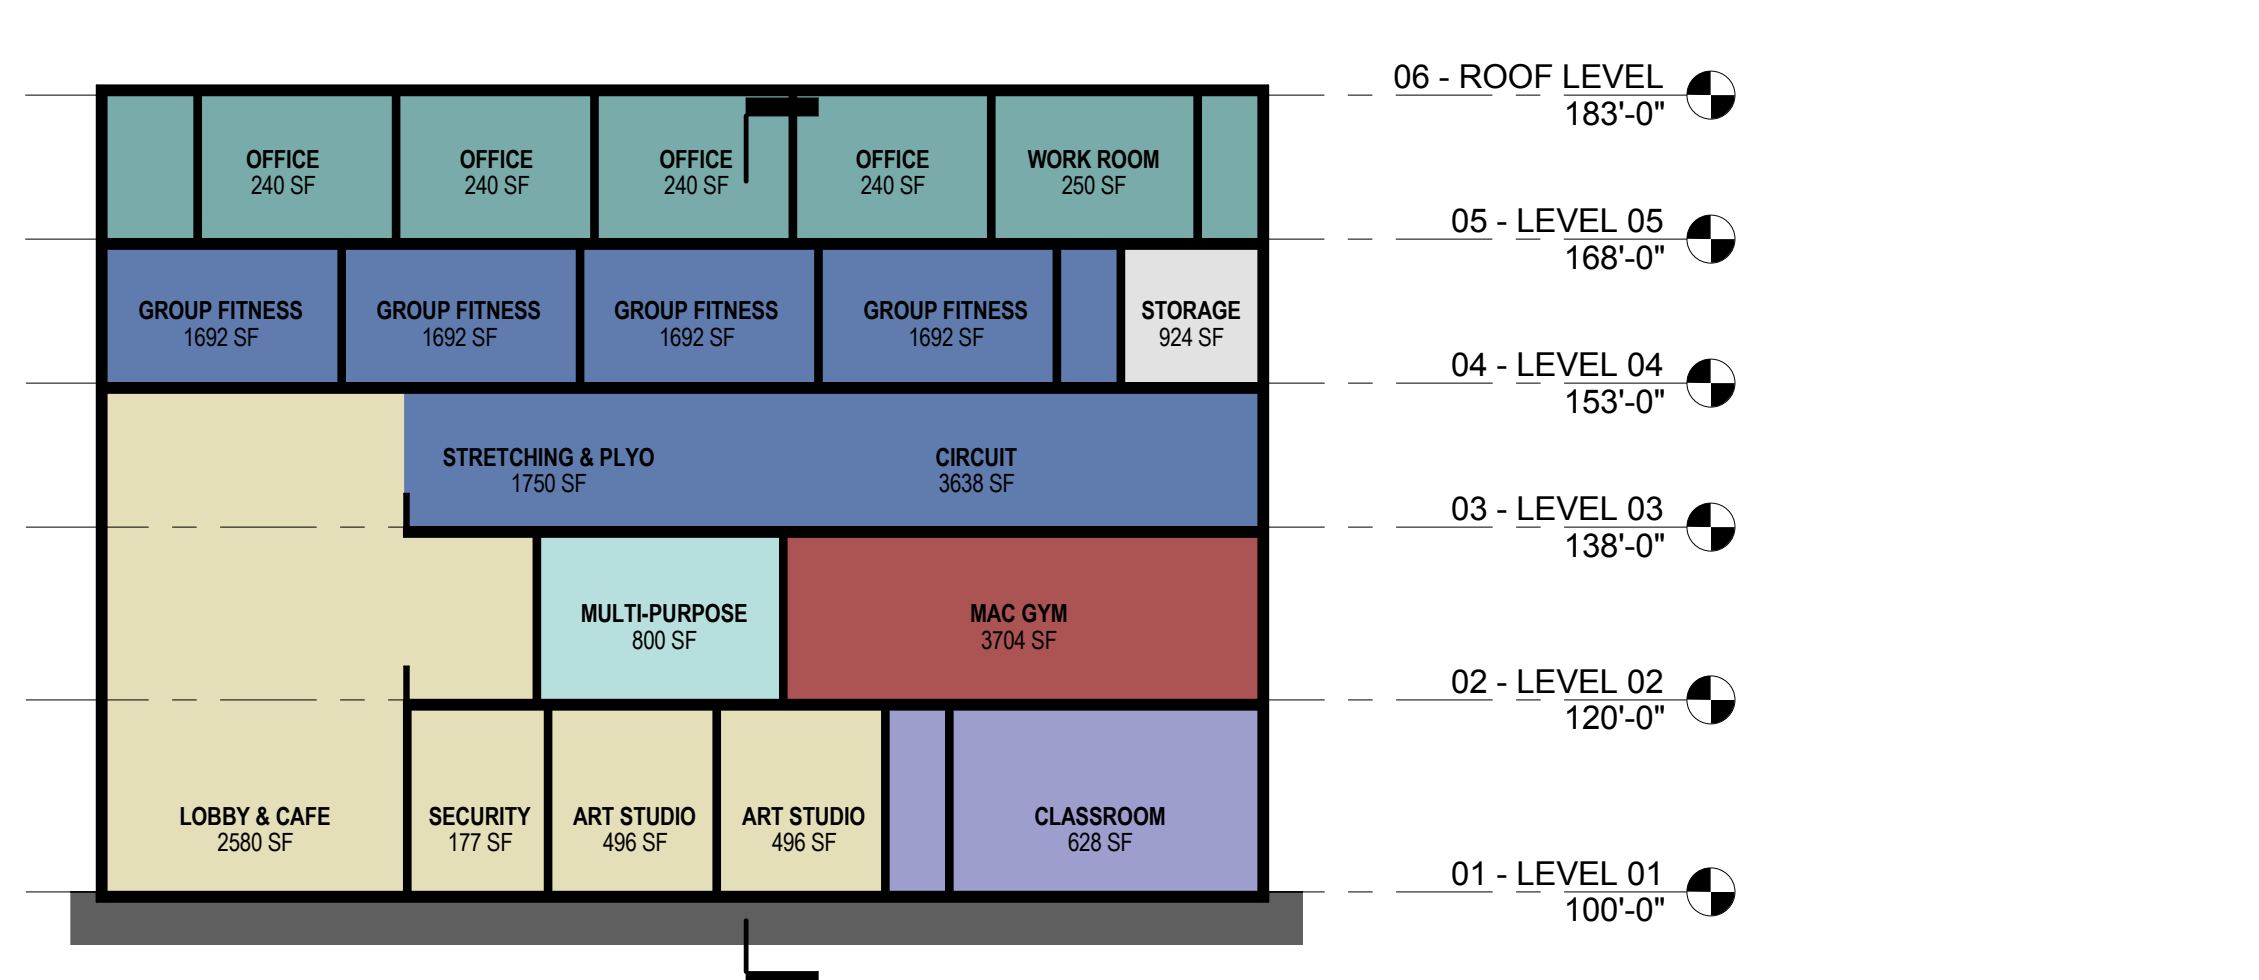 06 - ROOF LEVEL
183'-0"
OFFICE
240 SF
OFFICE
240 SF
OFFICE
240 SF
OFFICE
240 SF
WORK ROOM
250 SF
05 - LEVEL 05
168'-0"
GROUP FITNESS
1692 SF
GROUP FITNESS
1692 SF
GROUP FITNESS
1692 SF
GROUP FITNESS
1692 SF
STORAGE
924 SF
04 - LEVEL 04
153'-0"
STRETCHING & PLYO
1750 SF
CIRCUIT
3638 SF
03 - LEVEL 03
138'-0"
MULTI-PURPOSE
800 SF
MAC GYM
3704 SF
02 - LEVEL 02
120'-0"
LOBBY & CAFE
2580 SF
SECURITY
177 SF
ART STUDIO
496 SF
ART STUDIO
496 SF
CLASSROOM
628 SF
01 - LEVEL 01
100'-0"